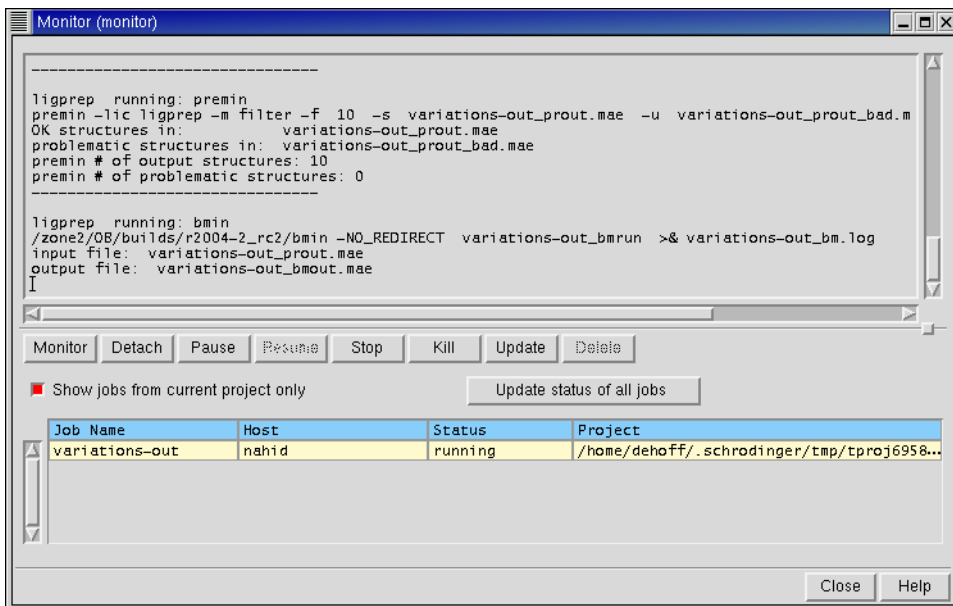 Monitor (monitor)
--------------------------------
ligprep  running: premin
premin -lic ligprep -m filter -f  10  -s  variations-out_prout.mae  -u  variations-out_prout_bad.m
OK structures in:            variations-out_prout.mae
problematic structures in:  variations-out_prout_bad.mae
premin # of output structures: 10
premin # of problematic structures: 0
--------------------------------
ligprep  running: bmin
/zone2/OB/builds/r2004-2_rc2/bmin -NO_REDIRECT  variations-out_bmrun  >& variations-out_bm.log
input file:  variations-out_prout.mae
output file:  variations-out_bmout.mae
Monitor Detach Pause Resume Stop Kill Update Delete
Show jobs from current project only Update status of all jobs
Job Name Host Status Project
variations-out nahid running /home/dehoff/.schrodinger/tmp/tproj6958...
Close Help